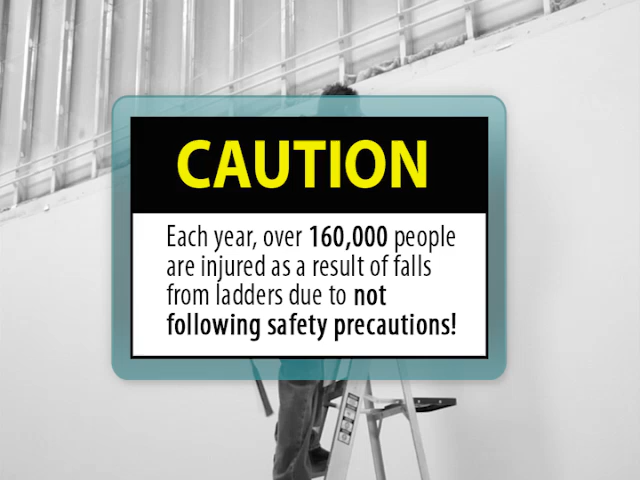 CAUTION
Each year, over 160,000 people
are injured as a result of falls
from ladders due to not
following safety precautions!